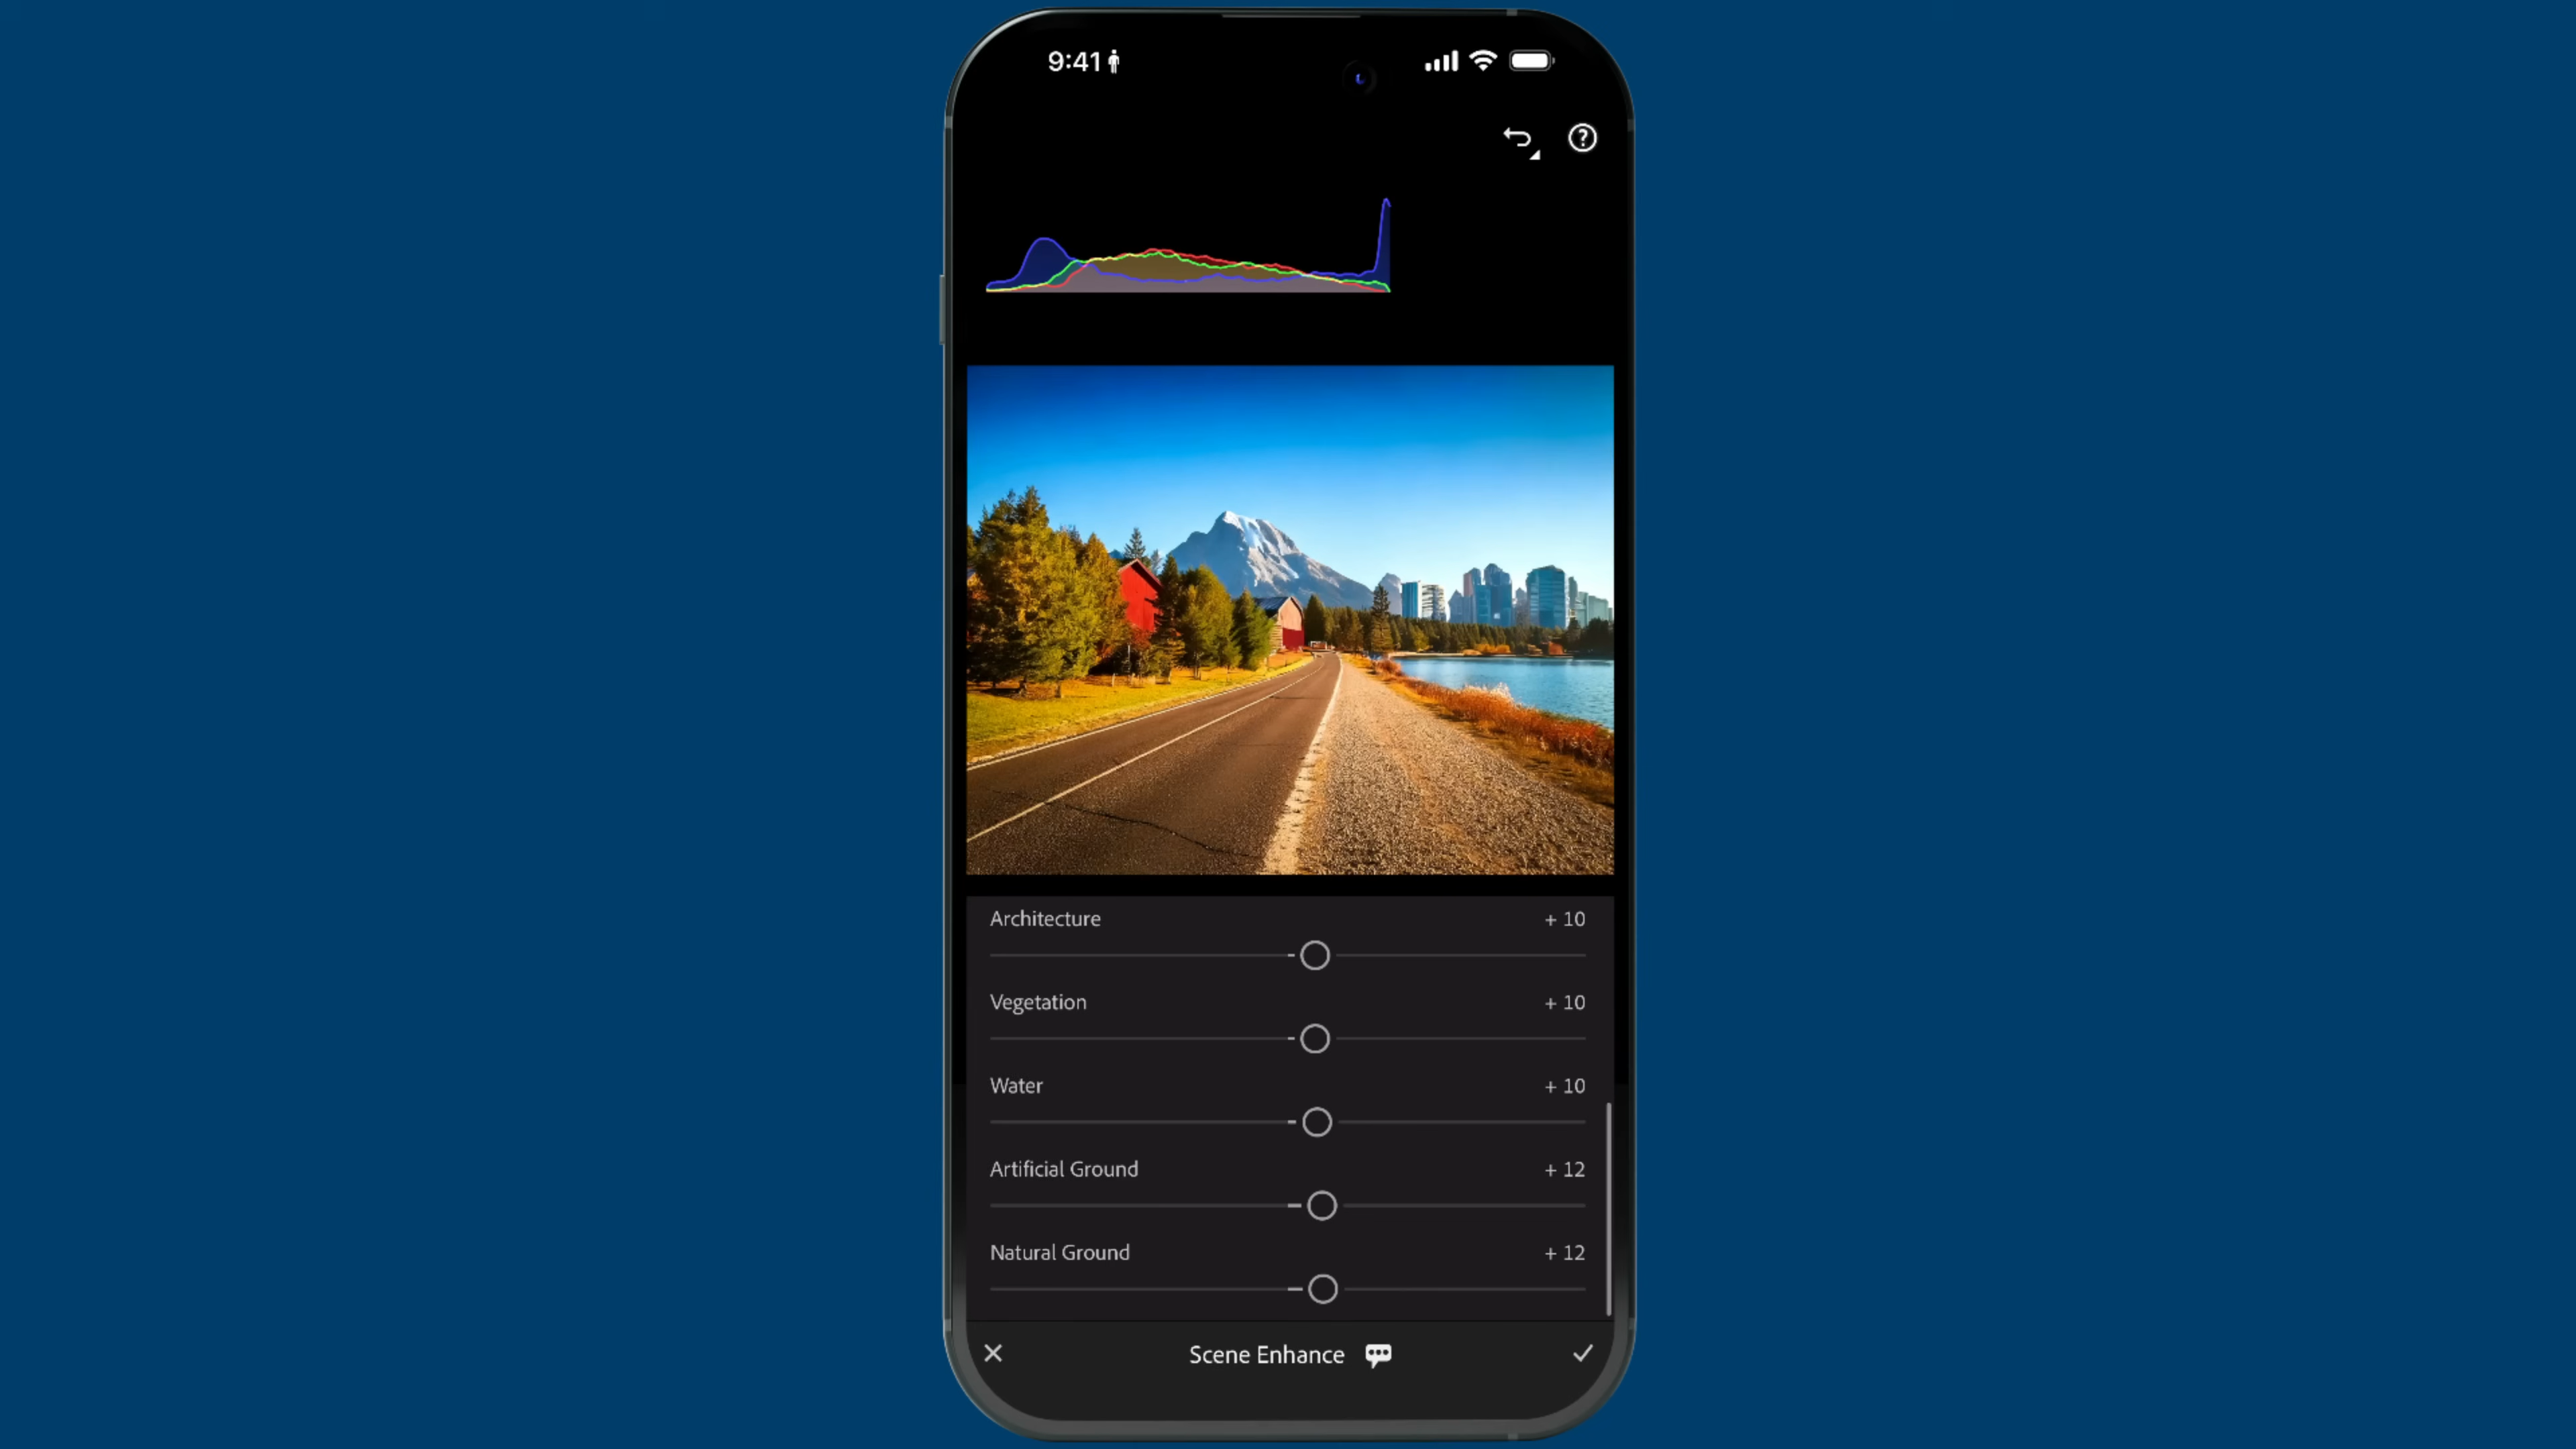 9:41
Architecture + 10
Vegetation + 10
Water + 10
Artificial Ground + 12
Natural Ground + 12
Scene Enhance